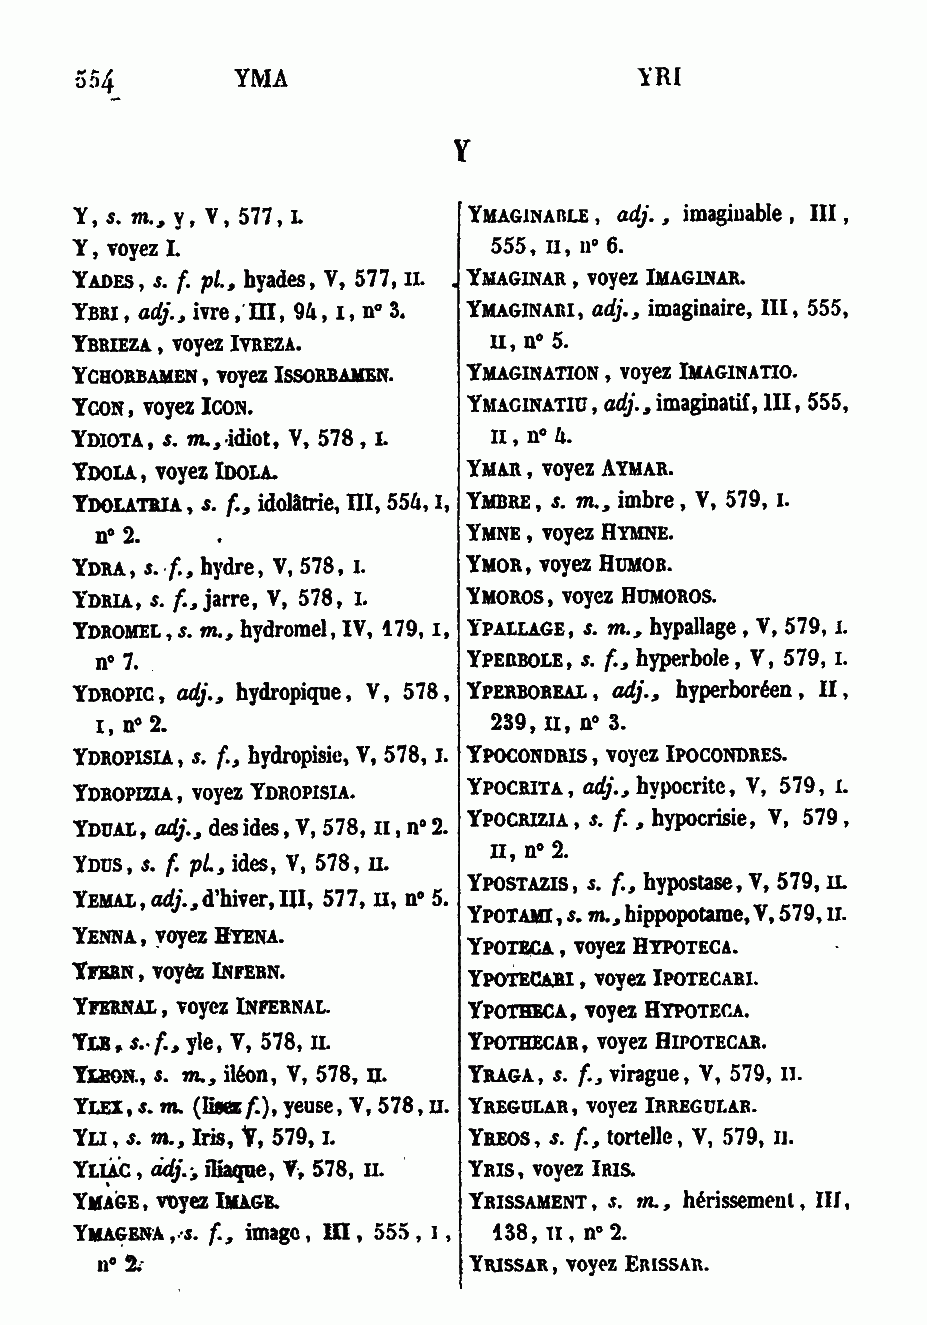 554 YMA YRI
Y
Y, s. m., y, V, 577, I.
Y, voyez I.
YADES, s. f. pl., hyades, V, 577, II.
YBRI, adj., ivre, III, 94, I, n° 3.
YBRIEZA, voyez IVREZA.
YCHORBAMEN, voyez ISSORBAMEN.
YCON, voyez ICON.
YDIOTA, s. m., idiot, V, 578, I.
YDOLA, voyez IDOLA.
YDOLATRIA, s. f., idolâtrie, III, 554, I,
n° 2.
YDRA, s. f., hydre, V, 578, I.
YDRIA, s. f., jarre, V, 578, I.
YDROMEL, s. m., hydromel, IV, 179, I,
n° 7.
YDROPIC, adj., hydropique, V, 578,
I, n° 2.
YDROPISIA, s. f., hydropisie, V, 578, I.
YDROPIZIA, voyez YDROPISIA.
YDUAL, adj., des ides, V, 578, II, n° 2.
YDUS, s. f. pl., ides, V, 578, II.
YEMAL, adj., d'hiver, III, 577, II, n° 5.
YENNA, voyez HYENA.
YFERN, voyez INFERN.
YFERNAL, voyez INFERNAL.
YLE, s. f., yle, V, 578, II.
YLEON., s. m., iléon, V, 578, II.
YLEX, s. m. (lisez f.), yeuse, V, 578, II.
YLI, s. m., Iris, V, 579, I.
YLIAC, adj., iliaque, V, 578, II.
YMAGE, voyez IMAGE.
YMAGENA, s. f., image, III, 555, I,
n° 2.
YMAGINABLE, adj., imaginable, III,
555, II, n° 6.
YMAGINAR, voyez IMAGINAR.
YMAGINARI, adj., imaginaire, III, 555,
II, n° 5.
YMAGINATION, voyez IMAGINATIO.
YMAGINATIU, adj., imaginatif, III, 555,
II, n° 4.
YMAR, voyez AYMAR.
YMBRE, s. m., imbre, V, 579, I.
YMNE, voyez HYMNE.
YMOR, voyez HUMOR.
YMOROS, voyez HUMOROS.
YPALLAGE, s. m., hypallage, V, 579, I.
YPERBOLE, s. f., hyperbole, V, 579, I.
YPERBOREAL, adj., hyperboréen, II,
239, II, n° 3.
YPOCONDRIS, voyez IPOCONDRES.
YPOCRITA, adj., hypocrite, V, 579, I.
YPOCRIZIA, s. f., hypocrisie, V, 579,
II, n° 2.
YPOSTAZIS, s. f., hypostase, V, 579, II.
YPOTAMI, s. m., hippopotame, V, 579, II.
YPOTECA, voyez HYPOTECA.
YPOTECARI, voyez IPOTECARI.
YPOTHECA, voyez HYPOTECA.
YPOTHECAR, voyez HIPOTECAR.
YRAGA, s. f., virague, V, 579, II.
YREGULAR, voyez IRREGULAR.
YREOS, s. f., tortelle, V, 579, II.
YRIS, voyez IRIS.
YRISSAMENT, s. m., hérissement, III,
138, II, n° 2.
YRISSAR, voyez ERISSAR.